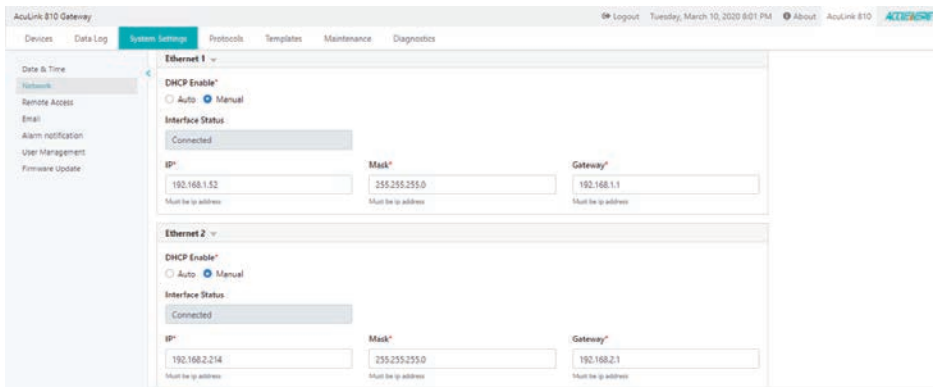 AcuLink 810 Gateway
Logout Tuesday, March 10, 2020 8:01 PM About AcuLink 810 ACCUENERGY
Devices Data Log System Settings Protocols Templates Maintenance Diagnostics
Date & Time
Network
Remote Access
Email
Alarm notification
User Management
Firmware Update
Ethernet 1
DHCP Enable*
Auto Manual
Interface Status
Connected
IP* Mask* Gateway*
192.168.1.52 255.255.255.0 192.168.1.1
Must be ip address Must be ip address Must be ip address
Ethernet 2
DHCP Enable*
Auto Manual
Interface Status
Connected
IP* Mask* Gateway*
192.168.2.214 255.255.255.0 192.168.2.1
Must be ip address Must be ip address Must be ip address